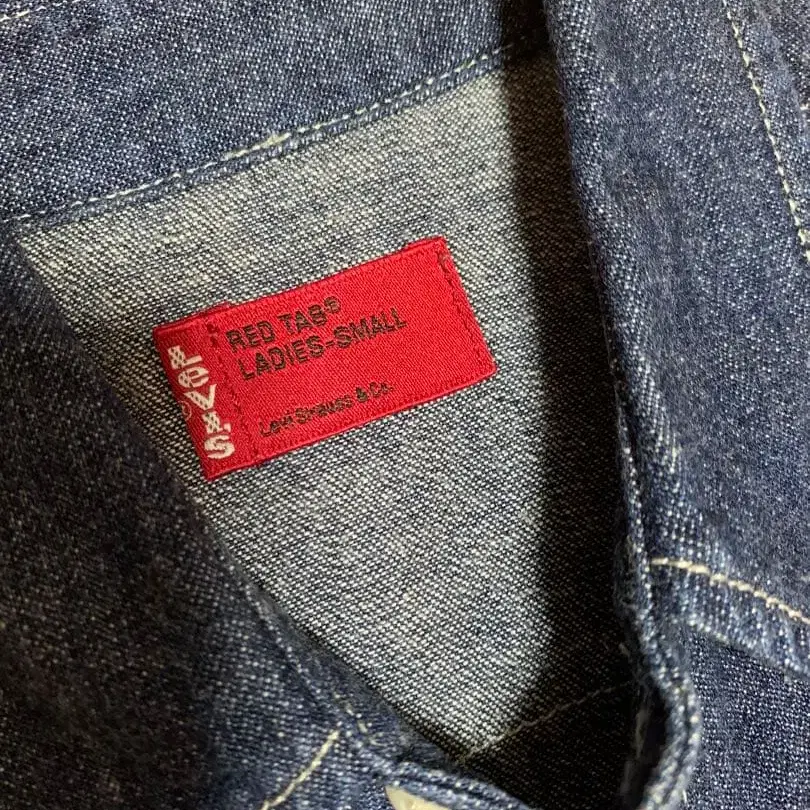 LEVI'S
®
RED TAB®
LADIES-SMALL
Levi Strauss & Co.